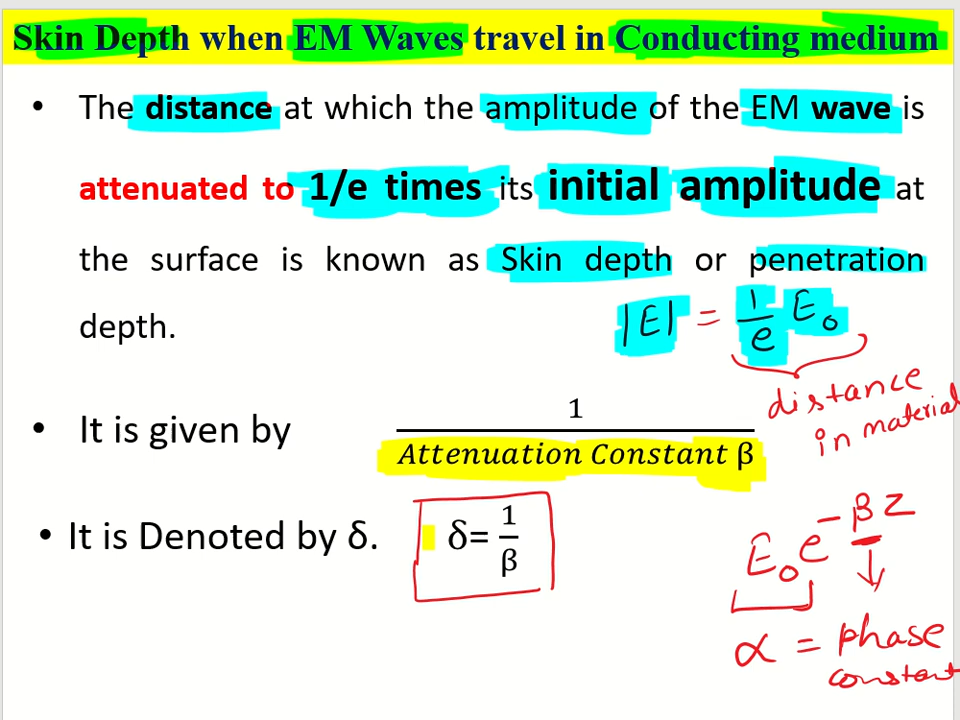 Skin Depth when EM Waves travel in Conducting medium
• The distance at which the amplitude of the EM wave is
attenuated to 1/e times its initial amplitude at
the surface is known as Skin depth or penetration
depth.
|E| = 1/e E₀
distance
in material
• It is given by 1/Attenuation Constant β
• It is Denoted by δ. δ= 1/β
E₀ e^-βz
α = phase
constant